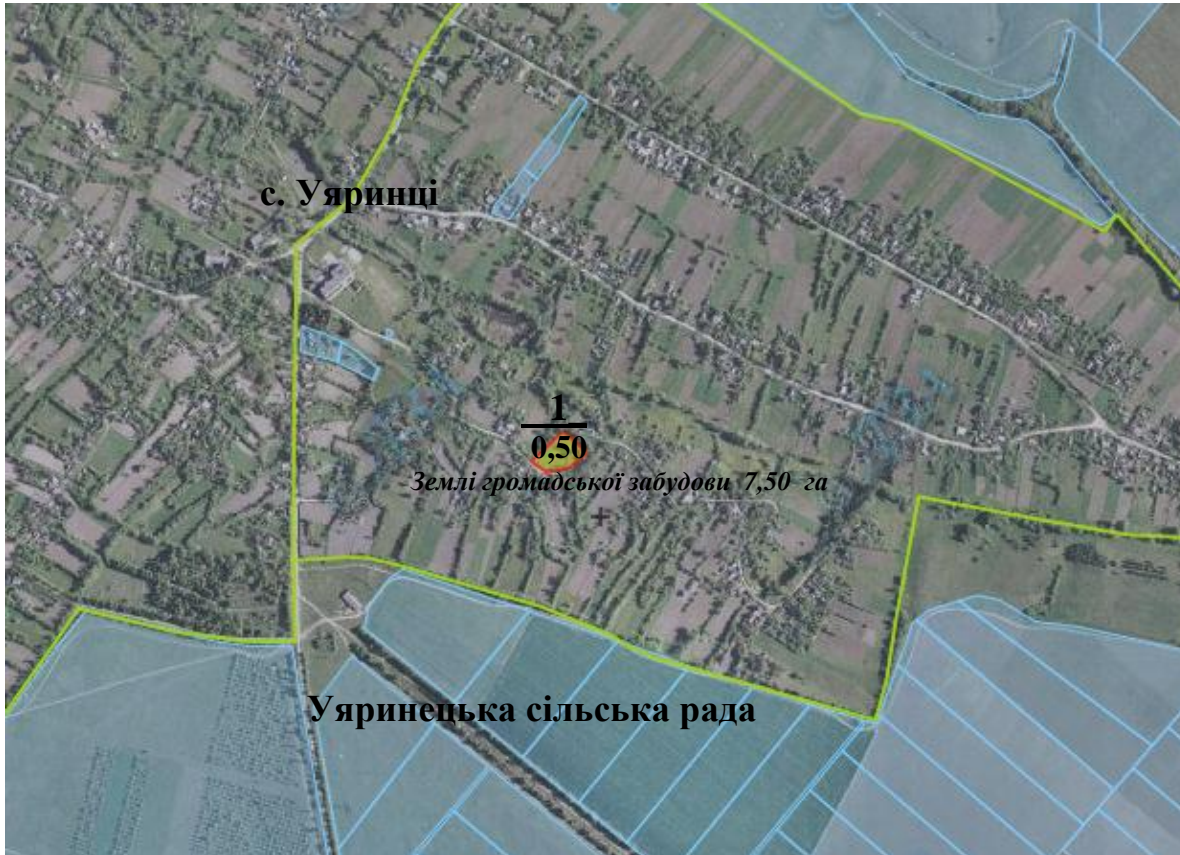 с. Уяринці
1
0,50
Землі громадської забудови 7,50 га
Уяринецька сільська рада